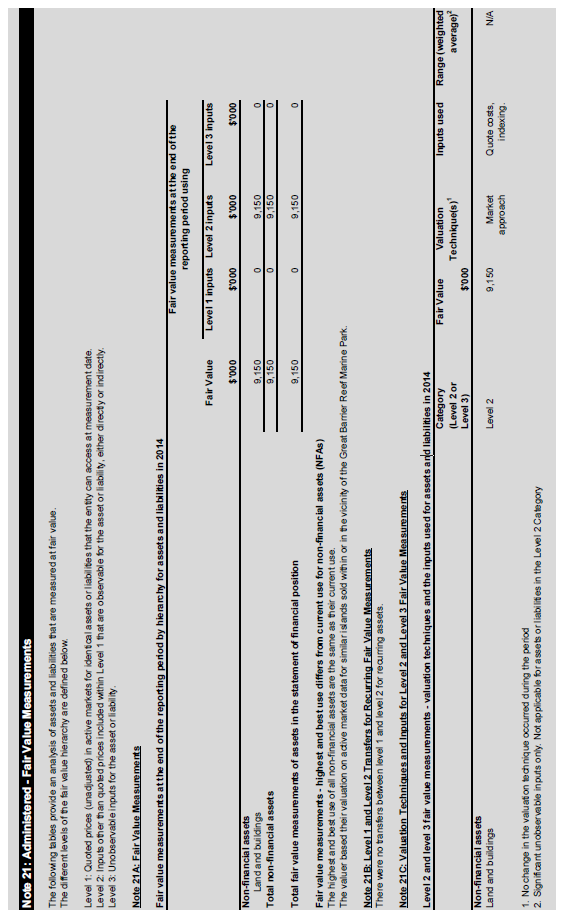 Note 21: Administered - Fair Value Measurements
The following tables provide an analysis of assets and liabilities that are measured at fair value.
The different levels of the fair value hierarchy are defined below.
Level 1: Quoted prices (unadjusted) in active markets for identical assets or liabilities that the entity can access at measurement date.
Level 2: Inputs other than quoted prices included within Level 1 that are observable for the asset or liability, either directly or indirectly.
Level 3: Unobservable inputs for the asset or liability.
Note 21A: Fair Value Measurements
Fair value measurements at the end of the reporting period by hierarchy for assets and liabilities in 2014
Fair value measurements at the end of the
reporting period using
Fair Value Level 1 inputs Level 2 inputs Level 3 inputs
$'000 $'000 $'000 $'000
Non-financial assets
Land and buildings 9,150 0 9,150 0
Total non-financial assets 9,150 0 9,150 0
Total fair value measurements of assets in the statement of financial position 9,150 0 9,150 0
Fair value measurements - highest and best use differs from current use for non-financial assets (NFAs)
The highest and best use of all non-financial assets are the same as their current use.
The valuer based their valuation on active market data for similar islands sold within or in the vicinity of the Great Barrier Reef Marine Park.
Note 21B: Level 1 and Level 2 Transfers for Recurring Fair Value Measurements
There were no transfers between level 1 and level 2 for recurring assets.
Note 21C: Valuation Techniques and Inputs for Level 2 and Level 3 Fair Value Measurements
Level 2 and level 3 fair value measurements - valuation techniques and the inputs used for assets and liabilities in 2014
Category Fair Value Valuation Inputs used Range (weighted
(Level 2 or Technique(s)¹ average)²
Level 3) $'000
Non-financial assets
Land and buildings Level 2 9,150 Market Quote costs, N/A
approach indexing.
1. No change in the valuation technique occurred during the period
2. Significant unobservable inputs only. Not applicable for assets or liabilities in the Level 2 Category